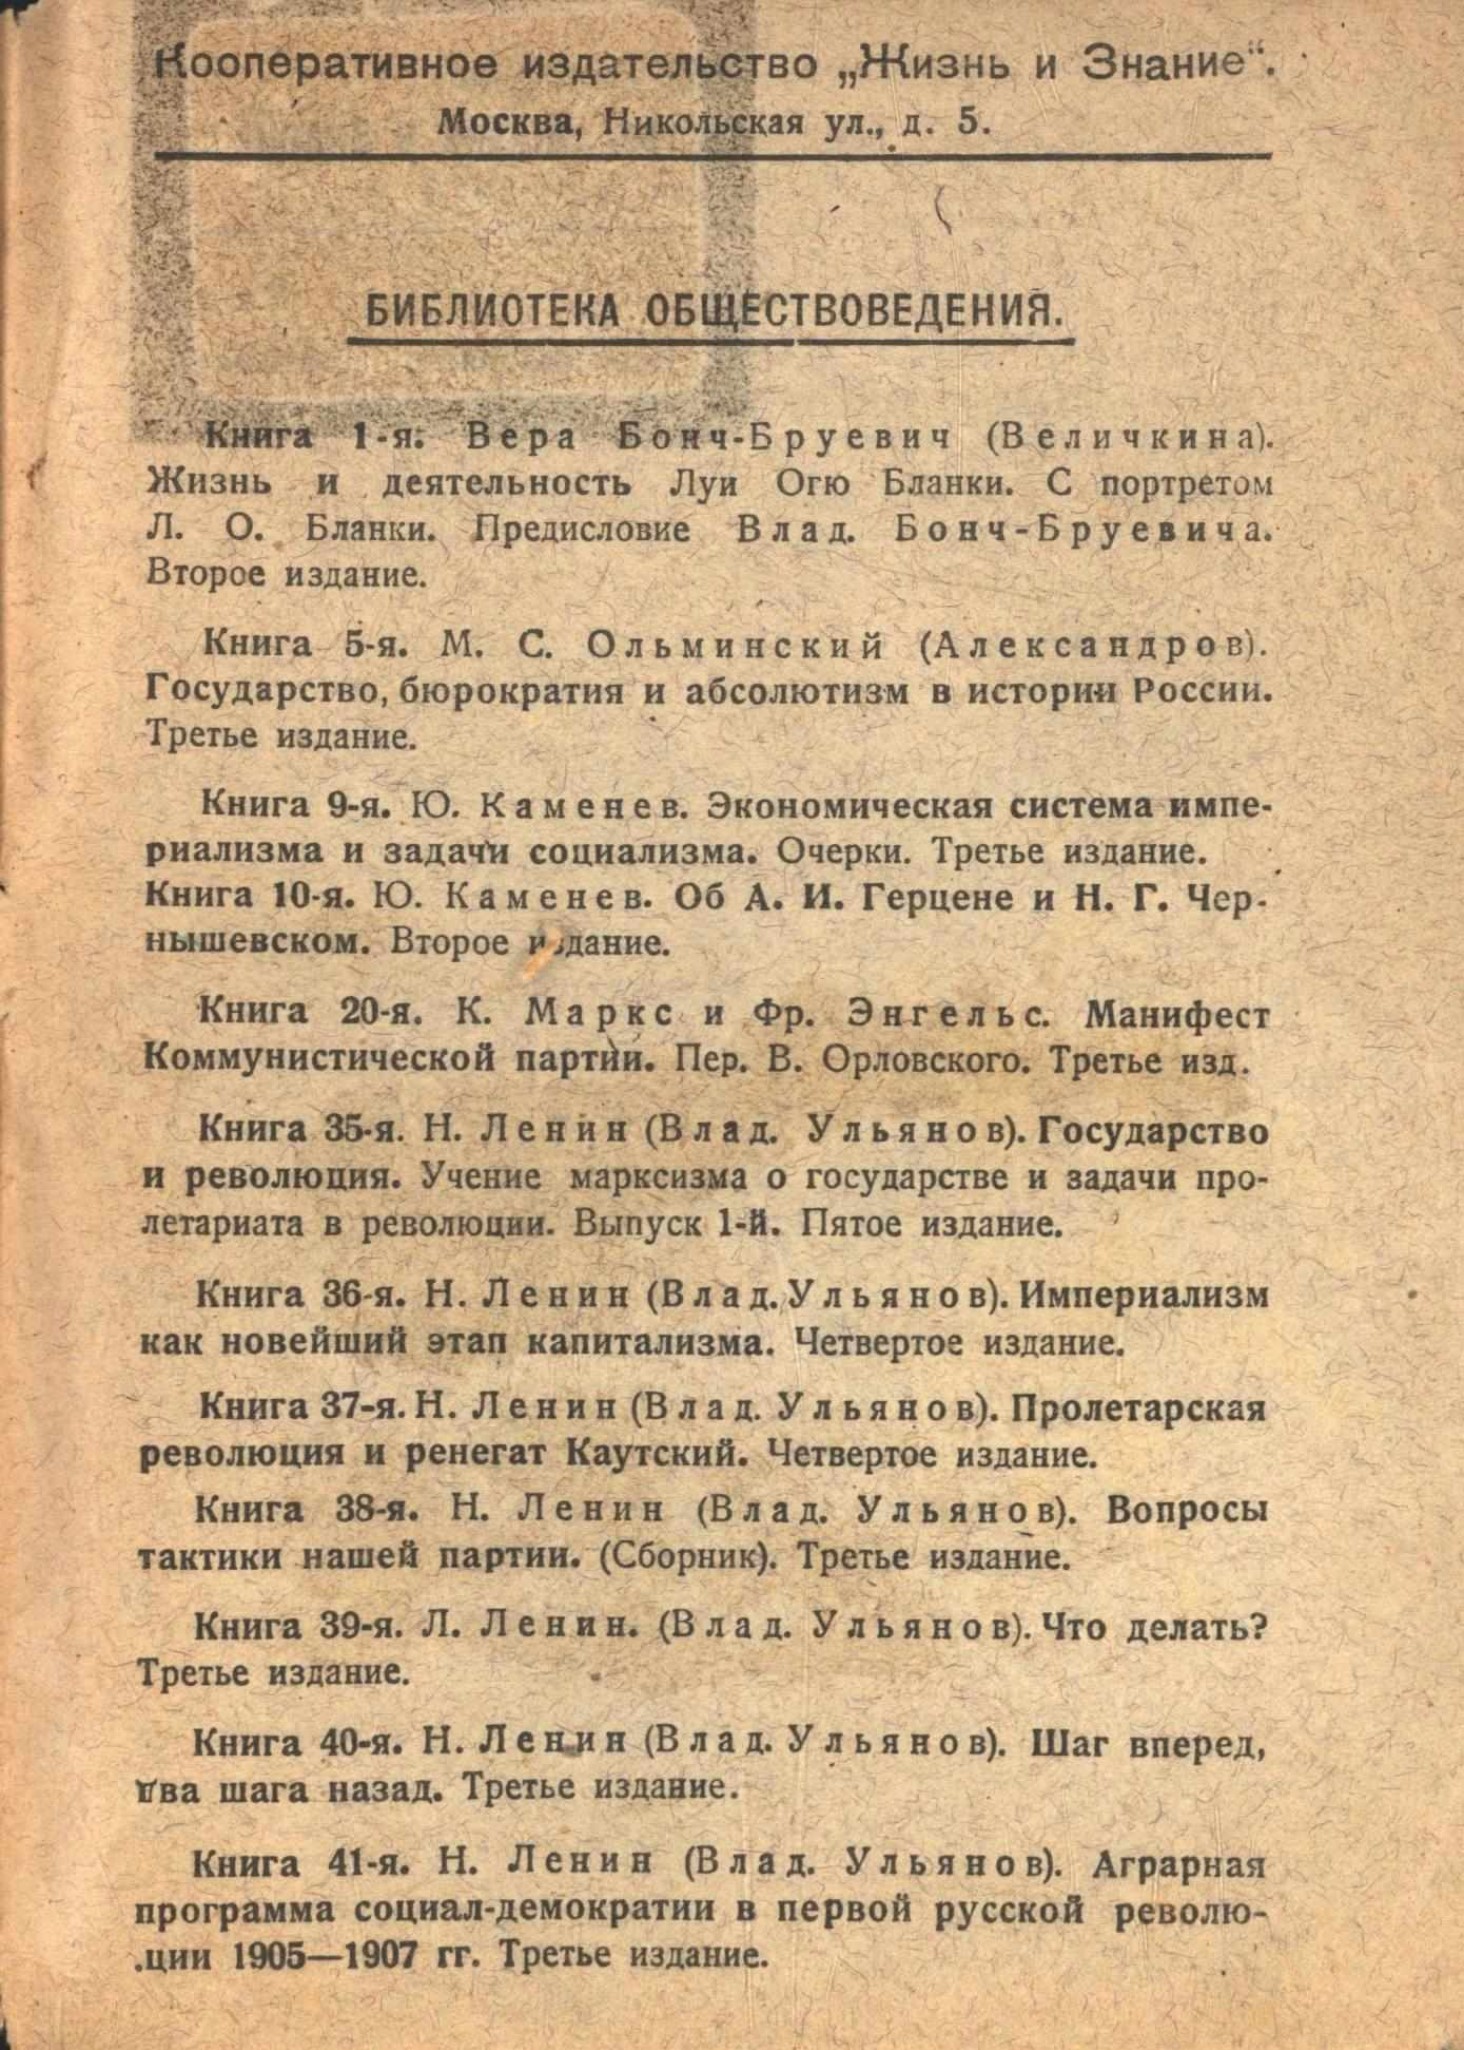 Кооперативное издательство „Жизнь и Знание“.
Москва, Никольская ул., д. 5.
БИБЛИОТЕКА ОБЩЕСТВОВЕДЕНИЯ.
Книга 1-я. Вера Бонч-Бруевич (Величкина).
Жизнь и деятельность Луи Огю Бланки. С портретом
Л. О. Бланки. Предисловие Влад. Бонч-Бруевича.
Второе издание.
Книга 5-я. М. С. Ольминский (Александров).
Государство, бюрократия и абсолютизм в истории России.
Третье издание.
Книга 9-я. Ю. Каменев. Экономическая система импе-
риализма и задачи социализма. Очерки. Третье издание.
Книга 10-я. Ю. Каменев. Об А. И. Герцене и Н. Г. Чер-
нышевском. Второе издание.
Книга 20-я. К. Маркс и Фр. Энгельс. Манифест
Коммунистической партии. Пер. В. Орловского. Третье изд.
Книга 35-я. Н. Ленин (Влад. Ульянов). Государство
и революция. Учение марксизма о государстве и задачи про-
летариата в революции. Выпуск 1-й. Пятое издание.
Книга 36-я. Н. Ленин (Влад. Ульянов). Империализм
как новейший этап капитализма. Четвертое издание.
Книга 37-я. Н. Ленин (Влад. Ульянов). Пролетарская
революция и ренегат Каутский. Четвертое издание.
Книга 38-я. Н. Ленин (Влад. Ульянов). Вопросы
тактики нашей партии. (Сборник). Третье издание.
Книга 39-я. Л. Ленин. (Влад. Ульянов). Что делать?
Третье издание.
Книга 40-я. Н. Ленин (Влад. Ульянов). Шаг вперед,
два шага назад. Третье издание.
Книга 41-я. Н. Ленин (Влад. Ульянов). Аграрная
программа социал-демократии в первой русской револю-
ции 1905—1907 гг. Третье издание.